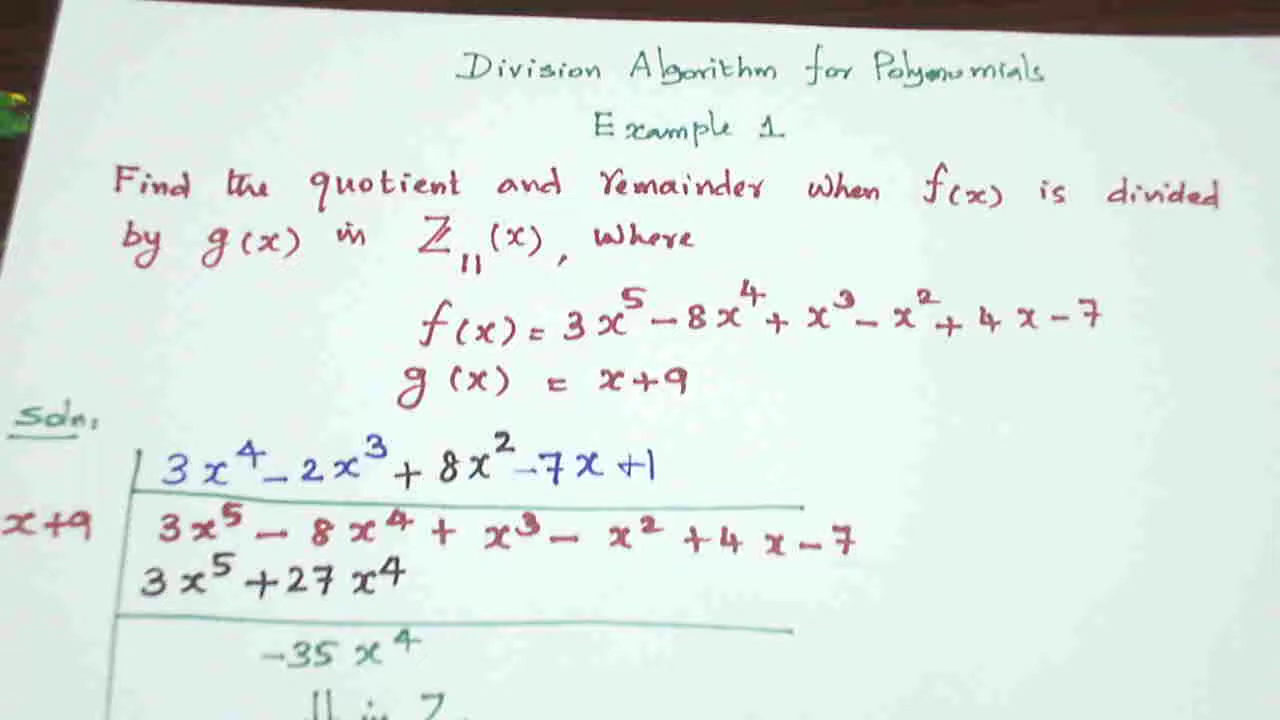 Division Algorithm for Polynomials
Example 1
Find the quotient and remainder when f(x) is divided
by g(x) in ℤ₁₁(x), where
f(x) = 3x⁵ - 8x⁴ + x³ - x² + 4x - 7
g(x) = x+9
Soln:
3x⁴ - 2x³ + 8x² - 7x + 1
x+9 3x⁵ - 8x⁴ + x³ - x² + 4x - 7
3x⁵ + 27x⁴
-35x⁴
in